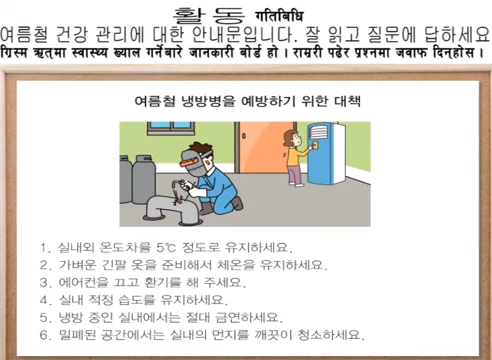 활 동 गतिबिधि
여름철 건강 관리에 대한 안내문입니다. 잘 읽고 질문에 답하세요
ग्रिस्म ऋत्मा स्वास्थ्य ख्याल गर्नेबारे जानकारी बोर्ड हो । राम्ररी पढेर प्रश्नमा जवाफ दिन्होस ।
여름철 냉방병을 예방하기 위한 대책
1. 실내외 온도차를 5℃ 정도로 유지하세요.
2. 가벼운 긴팔 옷을 준비해서 체온을 유지하세요.
3. 에어컨을 끄고 환기를 해 주세요.
4. 실내 적정 습도를 유지하세요.
5. 냉방 중인 실내에서는 절대 금연하세요.
6. 밀폐된 공간에서는 실내의 먼지를 깨끗이 청소하세요.